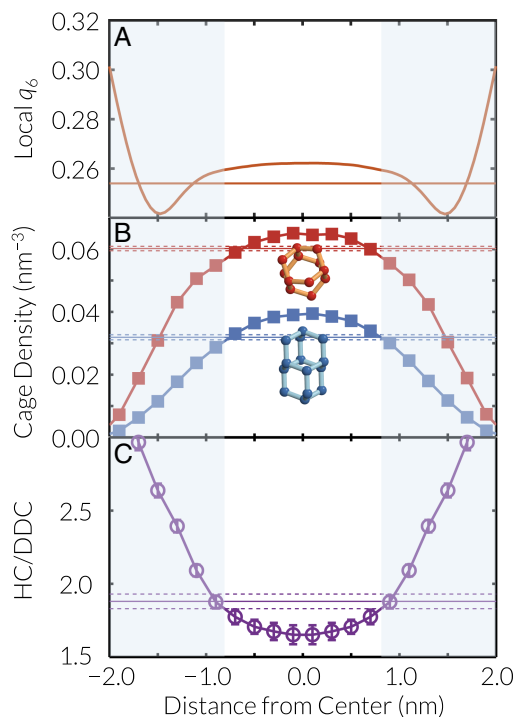 A
0.32
0.30
0.28
0.26
Local q6
B
0.06
0.04
0.02
0.00
Cage Density (nm⁻³)
C
2.5
2.0
1.5
HC/DDC
−2.0 −1.0 0.0 1.0 2.0
Distance from Center (nm)